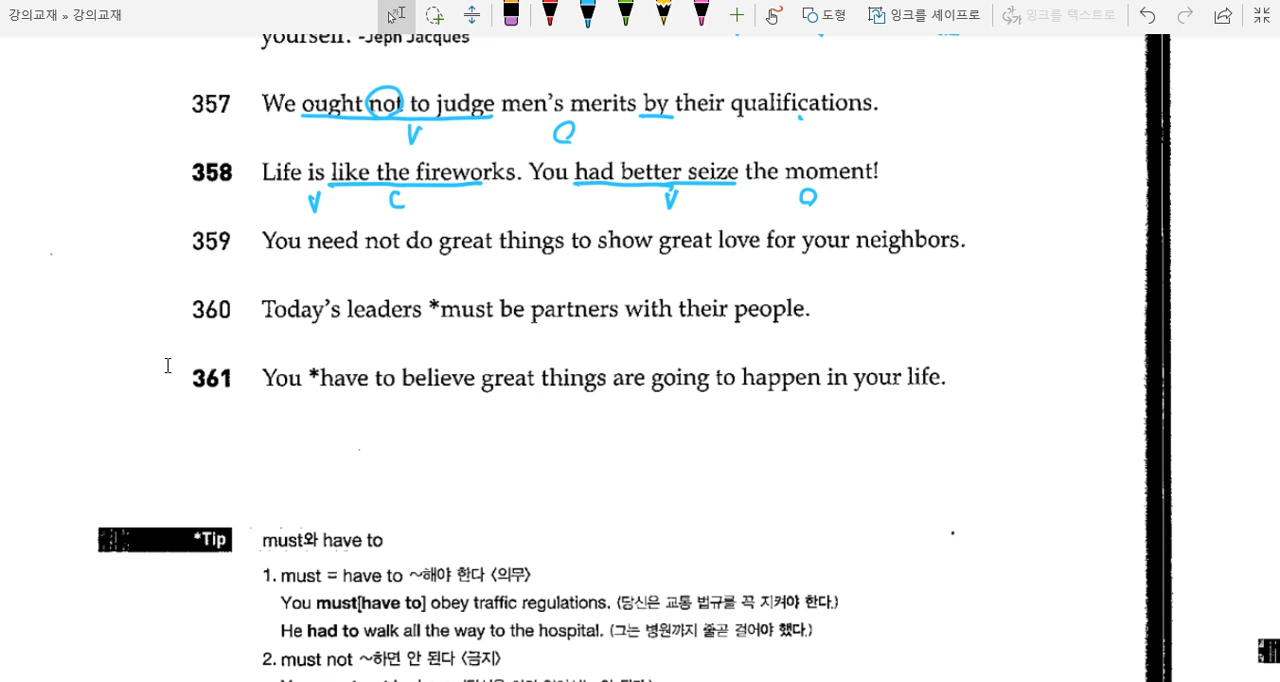 강의교재 » 강의교재 도형 잉크를 셰이프로 잉크를 텍스트로
yourself. -Jeph Jacques
357 We ought not to judge men's merits by their qualifications.
V O
358 Life is like the fireworks. You had better seize the moment!
V C V O
359 You need not do great things to show great love for your neighbors.
360 Today's leaders *must be partners with their people.
361 You *have to believe great things are going to happen in your life.
*Tip must와 have to
1. must = have to ~해야 한다 〈의무〉
You must[have to] obey traffic regulations. (당신은 교통 법규를 꼭 지켜야 한다.)
He had to walk all the way to the hospital. (그는 병원까지 줄곧 걸어야 했다.)
2. must not ~하면 안 된다 〈금지〉